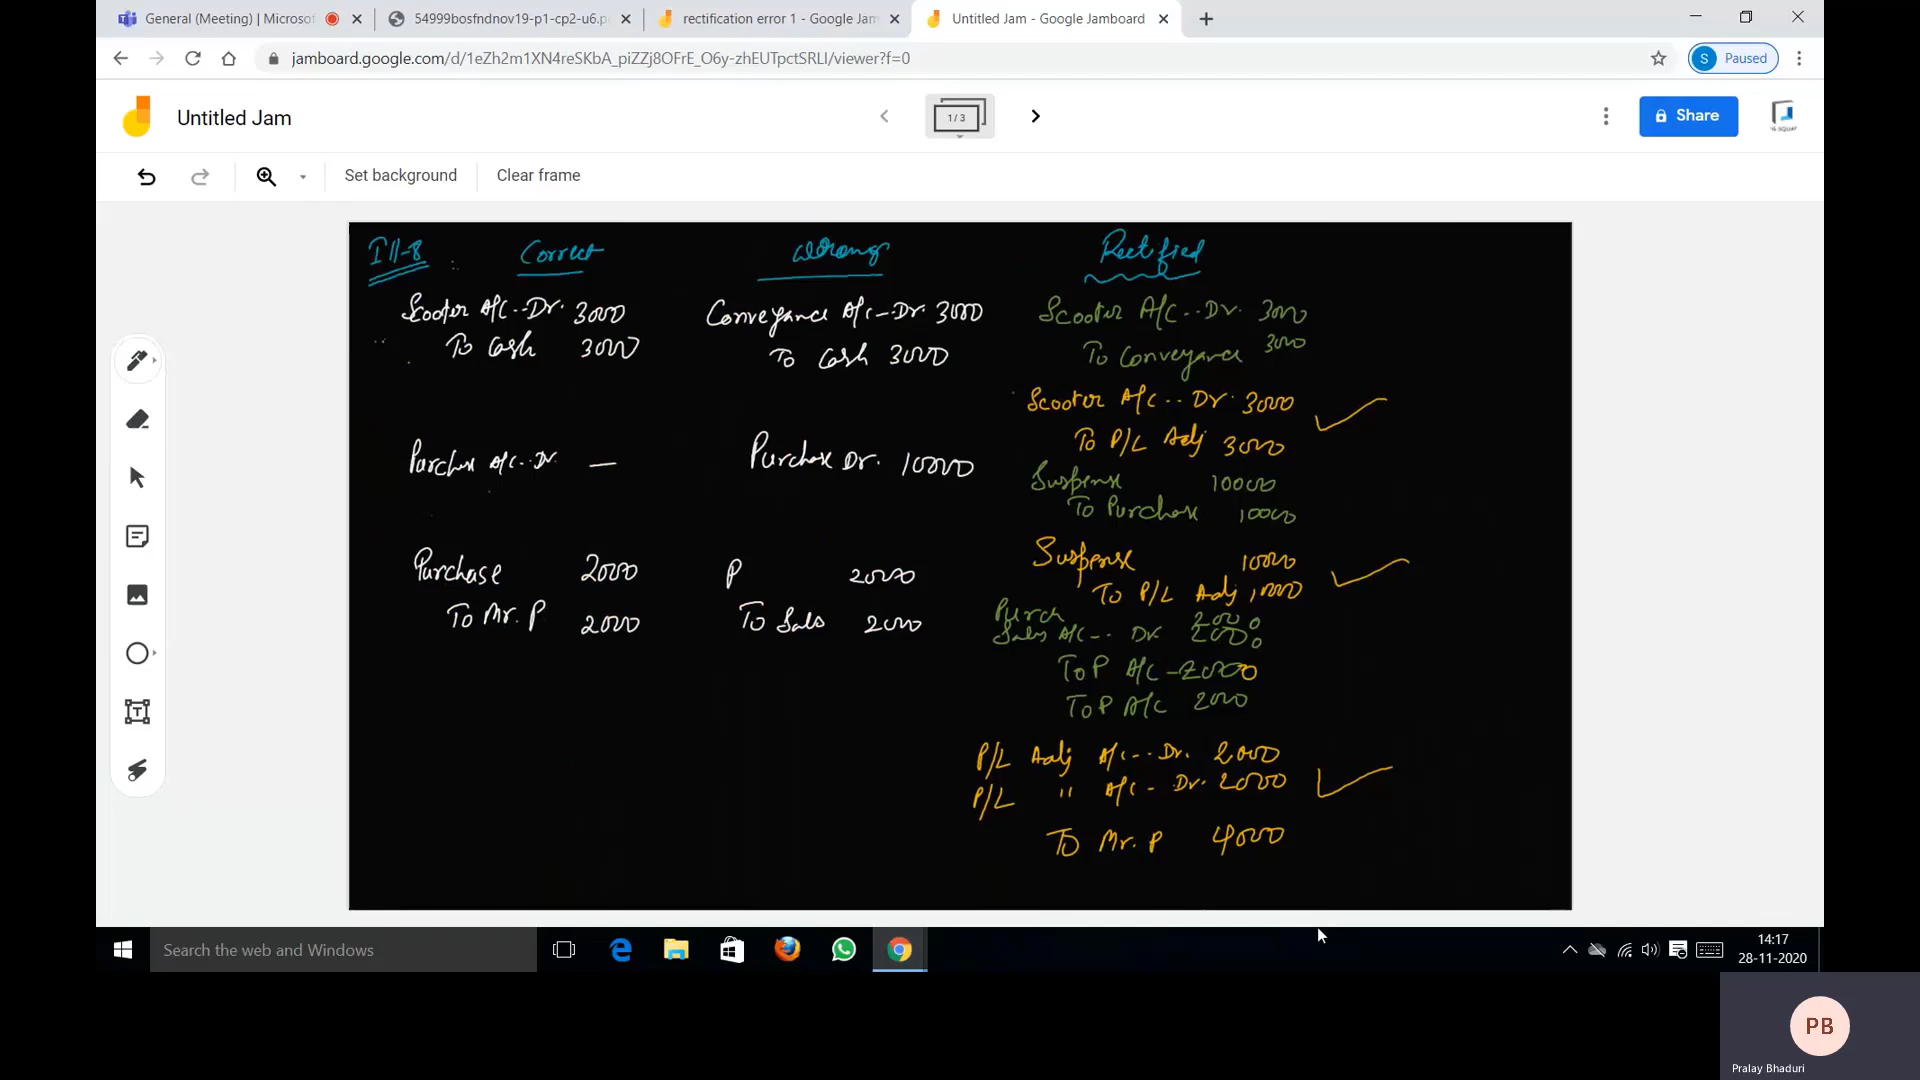 General (Meeting) | Microso
54999bosfndnov19-p1-cp2-u6.p
rectification error 1 - Google Jam
Untitled Jam - Google Jamboard
jamboard.google.com/d/1eZh2m1XN4reSKbA_piZZj8OFrE_O6y-zhEUTpctSRLI/viewer?f=0
S Paused
Untitled Jam
1 / 3
Share
Set background
Clear frame
Ill-8
Correct
Wrong
Rectified
Scooter A/C..Dr. 3000
To Cash 3000
Conveyance A/C-Dr. 3000
To Cash 3000
Scooter A/C..Dr. 3000
To Conveyance 3000
Scooter A/C..Dr. 3000
To P/L Adj 3000
Purchase A/C..Dr. —
Purchase Dr. 10000
Suspense 10000
To Purchase 10000
Suspense 10000
To P/L Adj 10000
Purchase 2000
To Mr. P 2000
P 2000
To Sales 2000
Purch 2000
Sales A/C-. Dr 2000
To P A/C -2000
To P A/C 2000
P/L Adj A/C..Dr. 2000
P/L " A/C- Dr. 2000
To Mr. P 4000
Search the web and Windows
14:17
28-11-2020
PB
Pralay Bhaduri